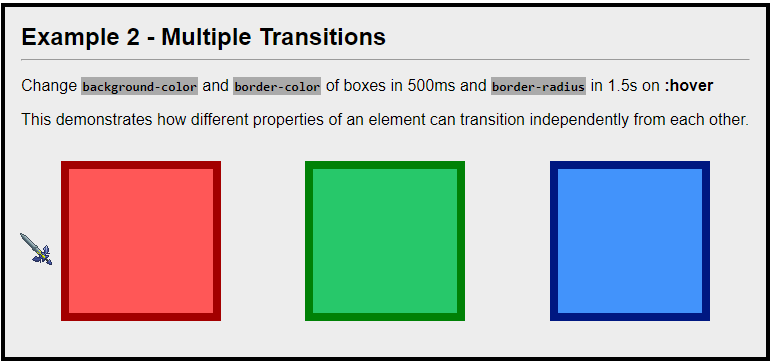 Example 2 - Multiple Transitions
Change background-color and border-color of boxes in 500ms and border-radius in 1.5s on :hover
This demonstrates how different properties of an element can transition independently from each other.